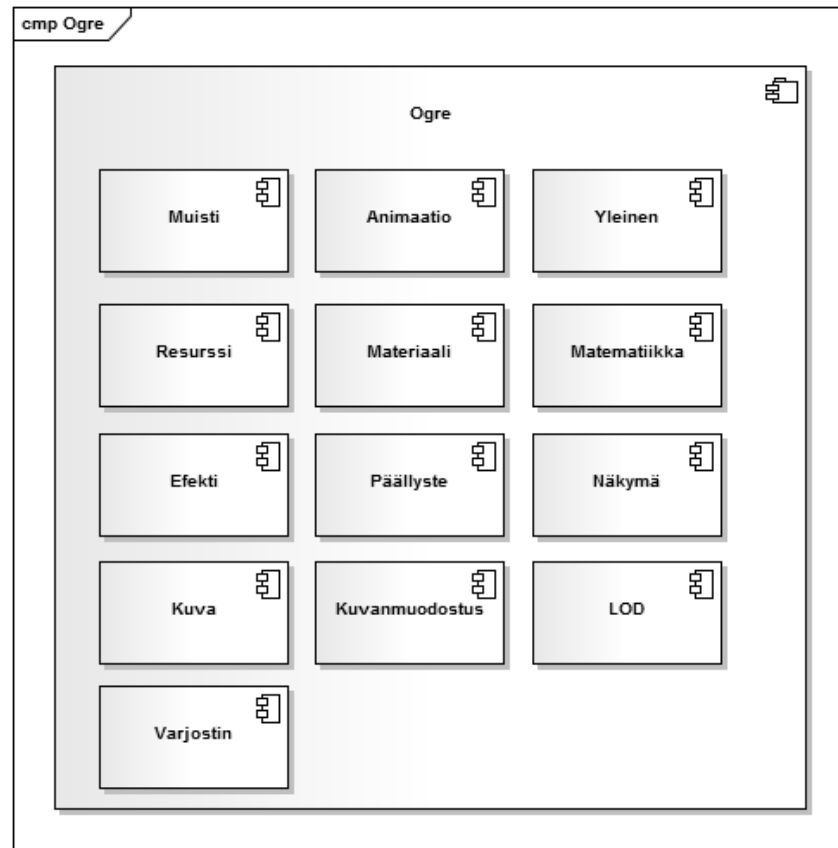 cmp Ogre
Ogre
Muisti
Animaatio
Yleinen
Resurssi
Materiaali
Matematiikka
Efekti
Päällyste
Näkymä
Kuva
Kuvanmuodostus
LOD
Varjostin